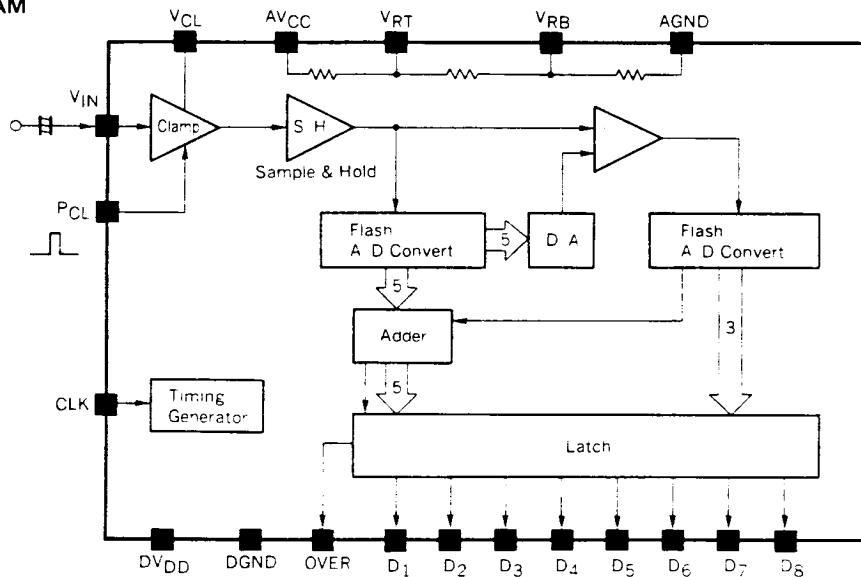 AM
VCL AVCC VRT VRB AGND
VIN
Clamp
S H
Sample & Hold
PCL
Flash
A D Convert
5
D A
Flash
A D Convert
5
Adder
3
5
CLK
Timing
Generator
Latch
DVDD DGND OVER D1 D2 D3 D4 D5 D6 D7 D8